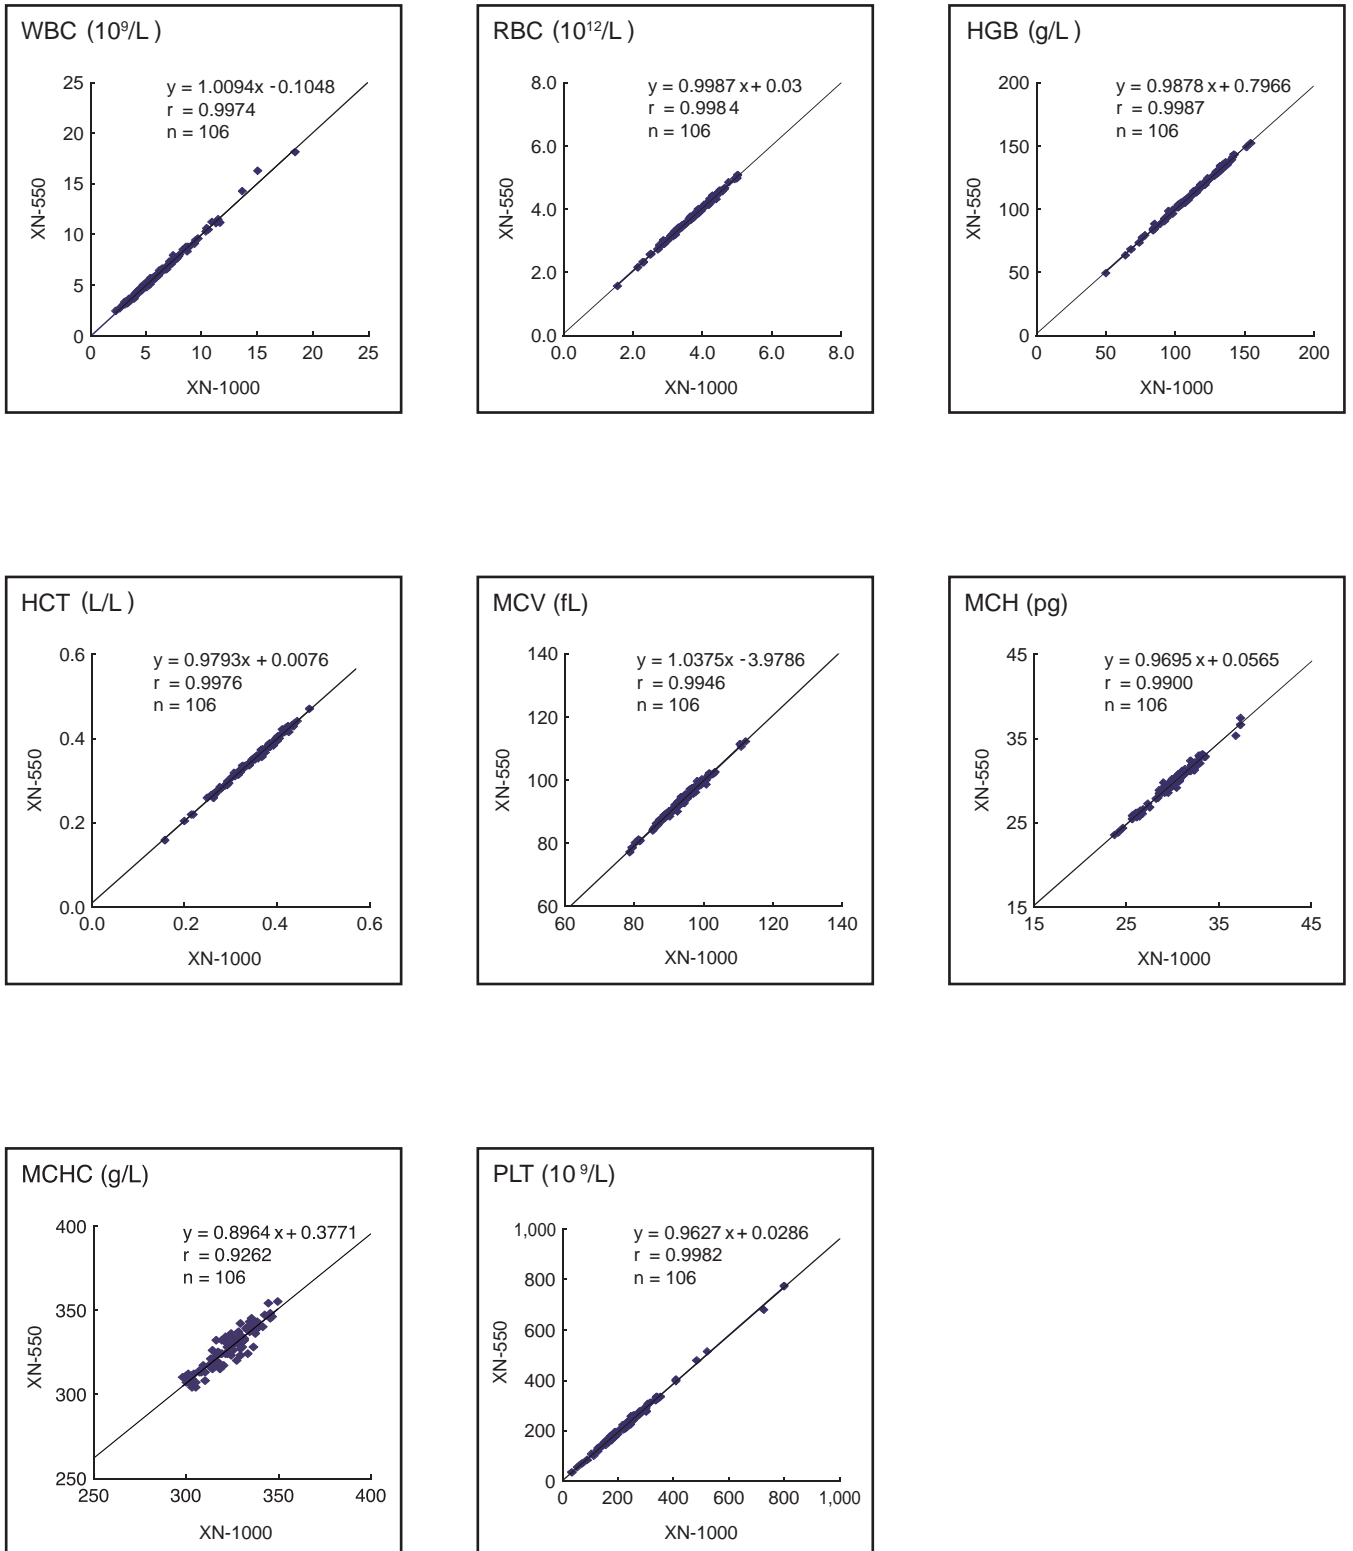 WBC (10⁹/L )
y = 1.0094x - 0.1048
r = 0.9974
n = 106
25
20
15
10
5
0
XN-550
0 5 10 15 20 25
XN-1000
RBC (10¹²/L )
y = 0.9987 x + 0.03
r = 0.9984
n = 106
8.0
6.0
4.0
2.0
0.0
XN-550
0.0 2.0 4.0 6.0 8.0
XN-1000
HGB (g/L )
y = 0.9878 x + 0.7966
r = 0.9987
n = 106
200
150
100
50
0
XN-550
0 50 100 150 200
XN-1000
HCT (L/L )
y = 0.9793x + 0.0076
r = 0.9976
n = 106
0.6
0.4
0.2
0.0
XN-550
0.0 0.2 0.4 0.6
XN-1000
MCV (fL)
y = 1.0375x - 3.9786
r = 0.9946
n = 106
140
120
100
80
60
XN-550
60 80 100 120 140
XN-1000
MCH (pg)
y = 0.9695 x + 0.0565
r = 0.9900
n = 106
45
35
25
15
XN-550
15 25 35 45
XN-1000
MCHC (g/L)
y = 0.8964 x + 0.3771
r = 0.9262
n = 106
400
350
300
250
XN-550
250 300 350 400
XN-1000
PLT (10⁹/L)
y = 0.9627 x + 0.0286
r = 0.9982
n = 106
1,000
800
600
400
200
0
XN-550
0 200 400 600 800 1,000
XN-1000